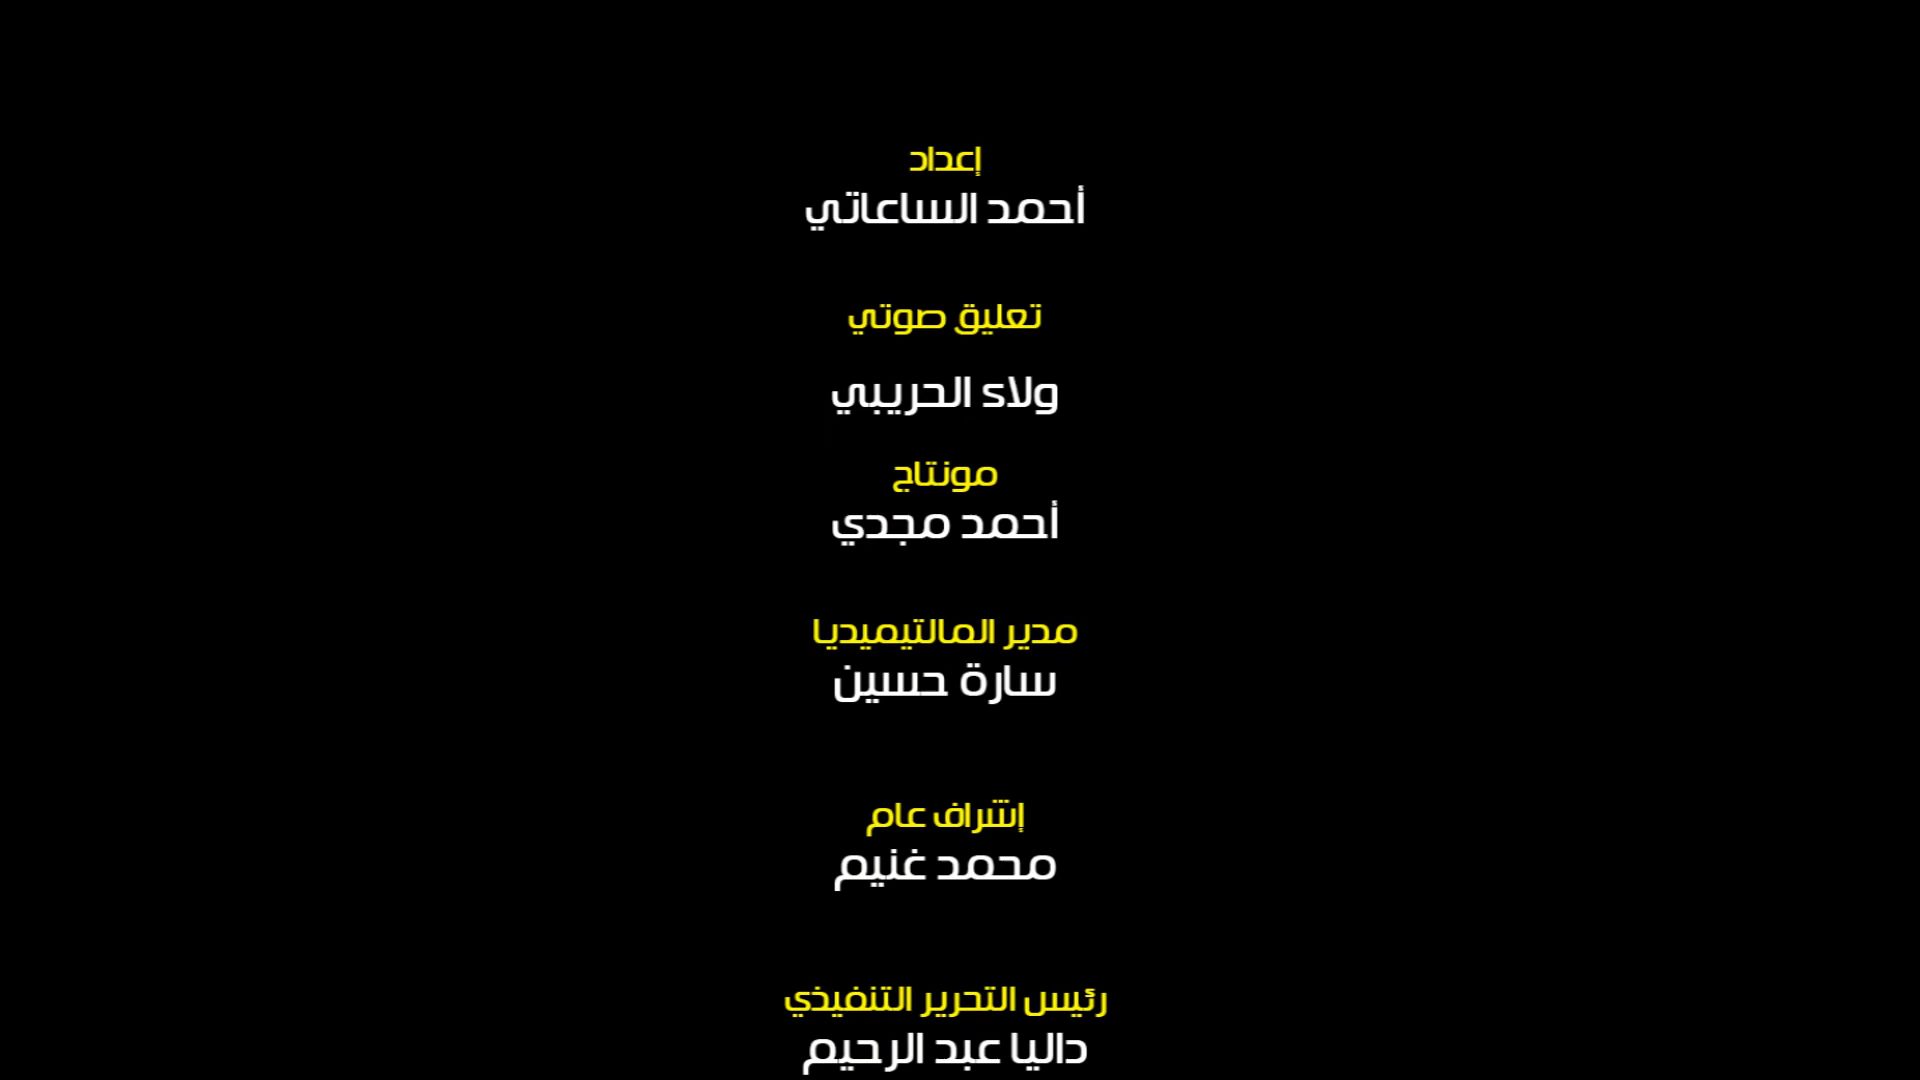 إعداد
أحمد الساعاتي
تعليق صوتي
ولاء الحريبي
مونتاج
أحمد مجدي
مدير المالتيميديا
سارة حسين
إشراف عام
محمد غنيم
رئيس التحرير التنفيذي
داليا عبد الرحيم